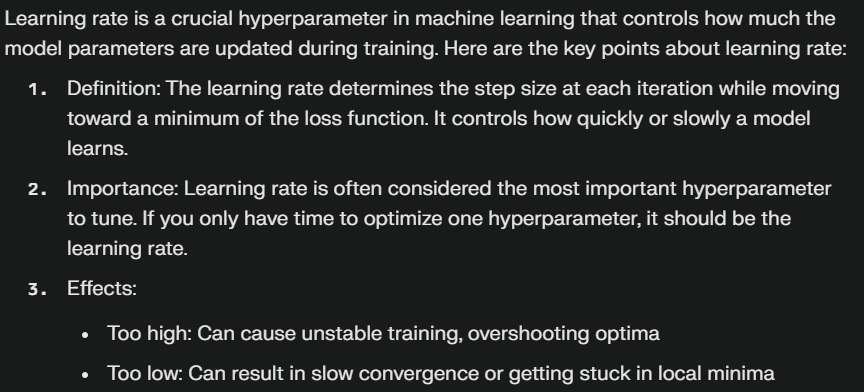 Learning rate is a crucial hyperparameter in machine learning that controls how much the
model parameters are updated during training. Here are the key points about learning rate:
1. Definition: The learning rate determines the step size at each iteration while moving
toward a minimum of the loss function. It controls how quickly or slowly a model
learns.
2. Importance: Learning rate is often considered the most important hyperparameter
to tune. If you only have time to optimize one hyperparameter, it should be the
learning rate.
3. Effects:
• Too high: Can cause unstable training, overshooting optima
• Too low: Can result in slow convergence or getting stuck in local minima